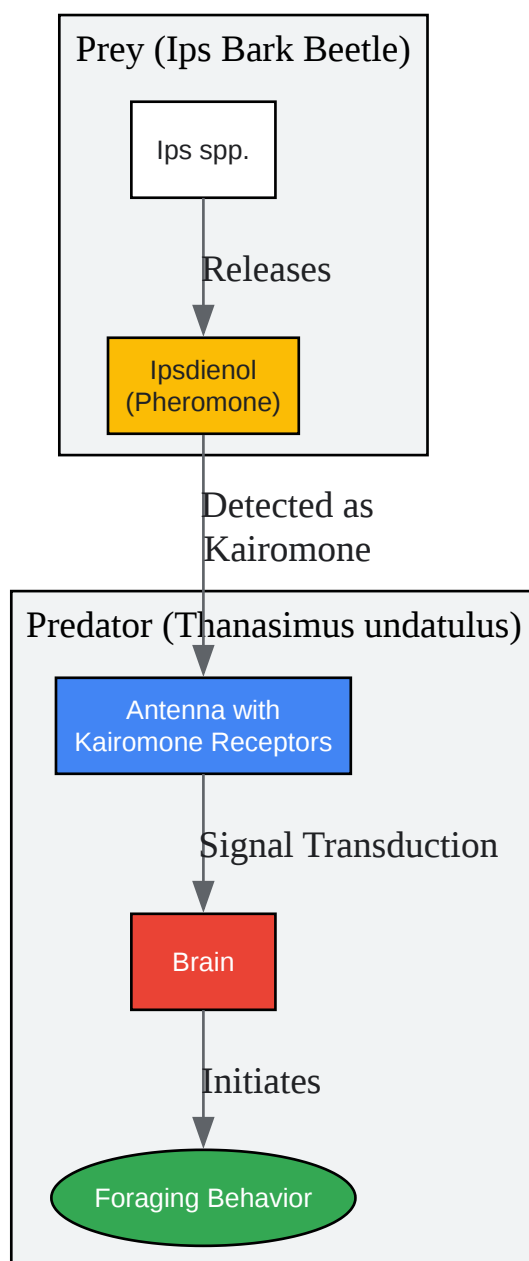 Prey (Ips Bark Beetle)
Ips spp.
Releases
Ipsdienol
(Pheromone)
Detected as
Kairomone
Predator (Thanasimus undatulus)
Antenna with
Kairomone Receptors
Signal Transduction
Brain
Initiates
Foraging Behavior